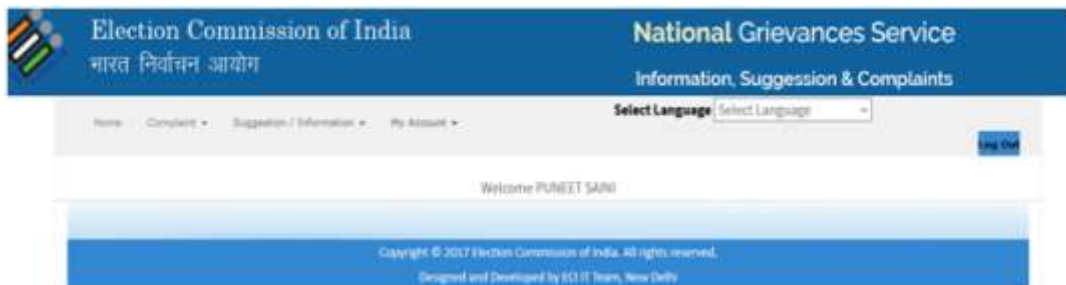 Election Commission of India
भारत निर्वाचन आयोग
National Grievances Service
Information, Suggession & Complaints
Select Language Select Language
Home Complaint Suggestion / Information My Account
Log Out
Welcome PUNEET SAINI
Copyright © 2017 Election Commission of India. All rights reserved.
Designed and Developed by ECI IT Team, New Delhi